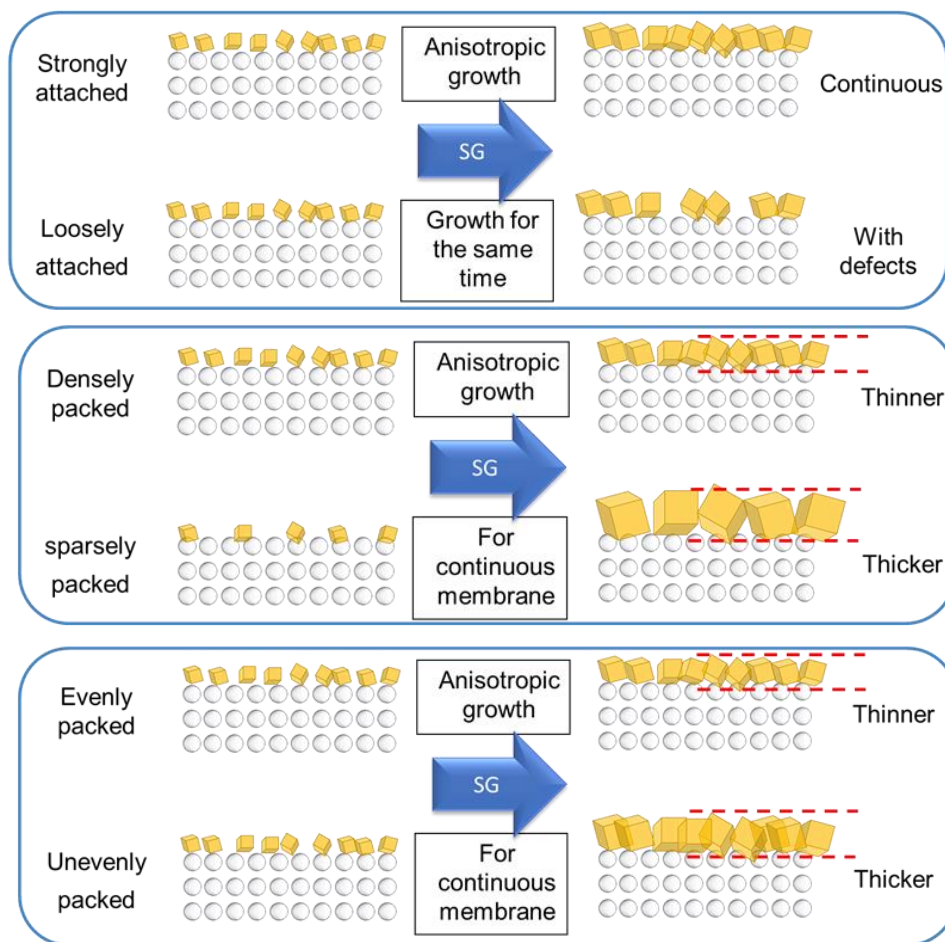 Strongly
attached
Anisotropic
growth
Continuous
SG
Loosely
attached
Growth for
the same
time
With
defects
Densely
packed
Anisotropic
growth
Thinner
SG
sparsely
packed
For
continuous
membrane
Thicker
Evenly
packed
Anisotropic
growth
Thinner
SG
Unevenly
packed
For
continuous
membrane
Thicker